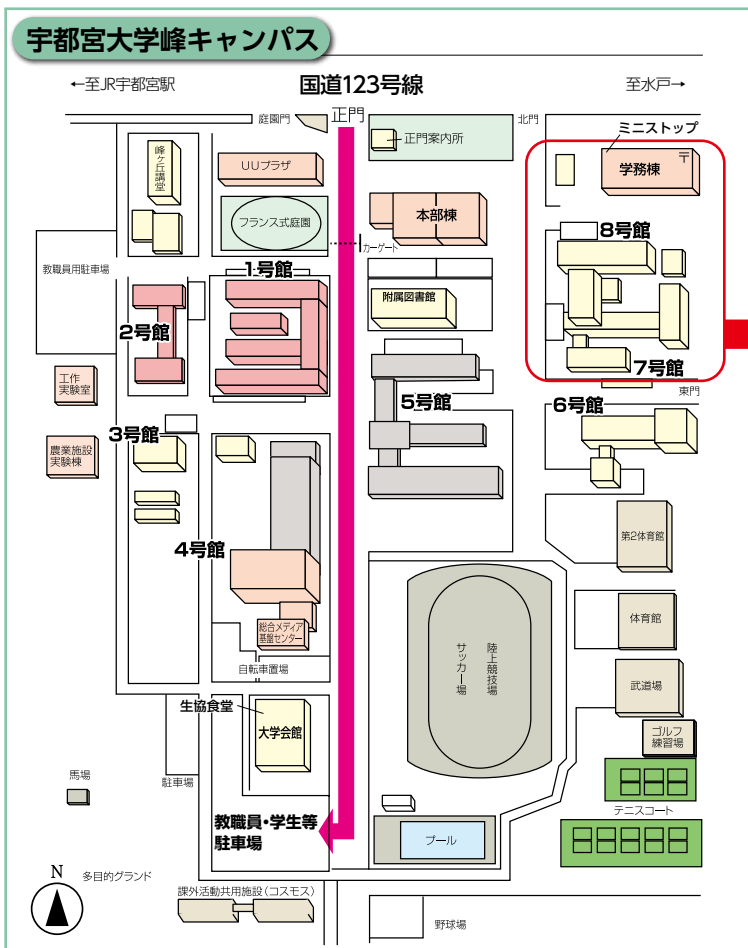 宇都宮大学峰キャンパス
←至JR宇都宮駅
国道123号線
至水戸→
庭園門
正門
北門
ミニストップ
正門案内所
峰ヶ丘
講堂
UUプラザ
学務棟
〒
フランス式庭園
本部棟
カーゲート
8号館
教職員用駐車場
1号館
附属図書館
2号館
7号館
東門
工作
実験室
5号館
6号館
3号館
農業施設
実験棟
第2体育館
4号館
総合メディア
基盤センター
体育館
陸上競技場
サッカー場
自転車置場
武道場
生協食堂
大学会館
ゴルフ
練習場
馬場
駐車場
テニスコート
教職員・学生等
駐車場
プール
N
多目的グランド
課外活動共用施設(コスモス)
野球場